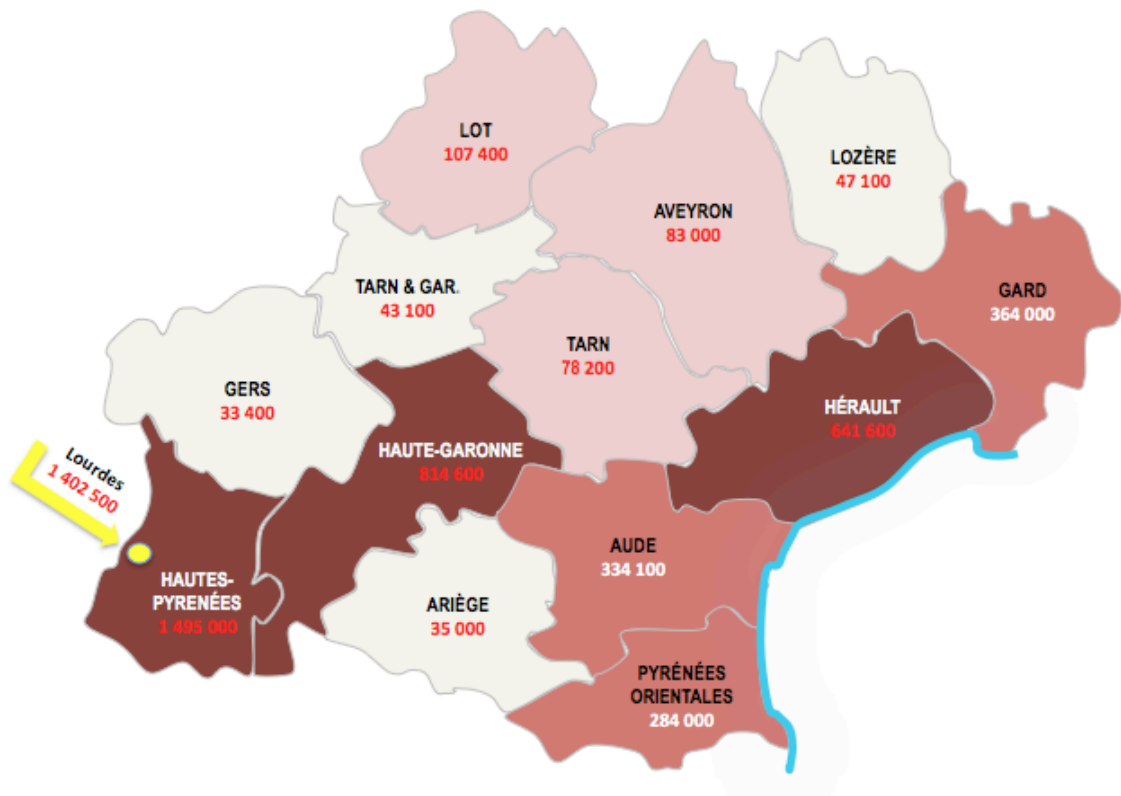 LOT
107 400
LOZÈRE
47 100
AVEYRON
83 000
TARN & GAR.
43 100
GARD
364 000
TARN
78 200
GERS
33 400
HÉRAULT
641 600
HAUTE-GARONNE
814 600
Lourdes
1 402 500
AUDE
334 100
HAUTES-
PYRENÉES
1 495 000
ARIÈGE
35 000
PYRÉNÉES
ORIENTALES
284 000